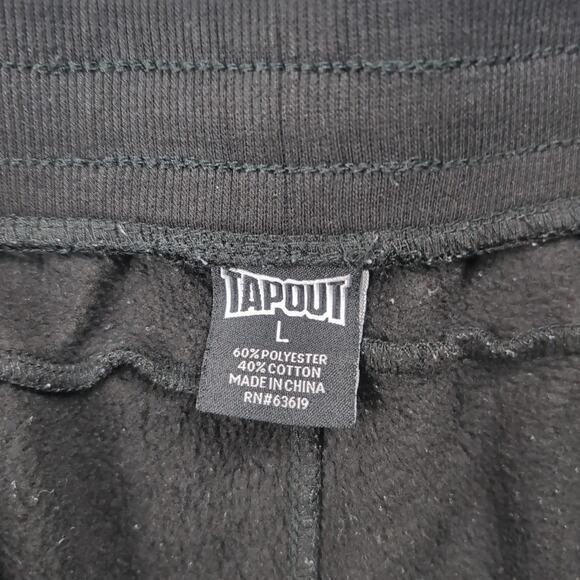 TAPOUT
L
60% POLYESTER
40% COTTON
MADE IN CHINA
RN#63619